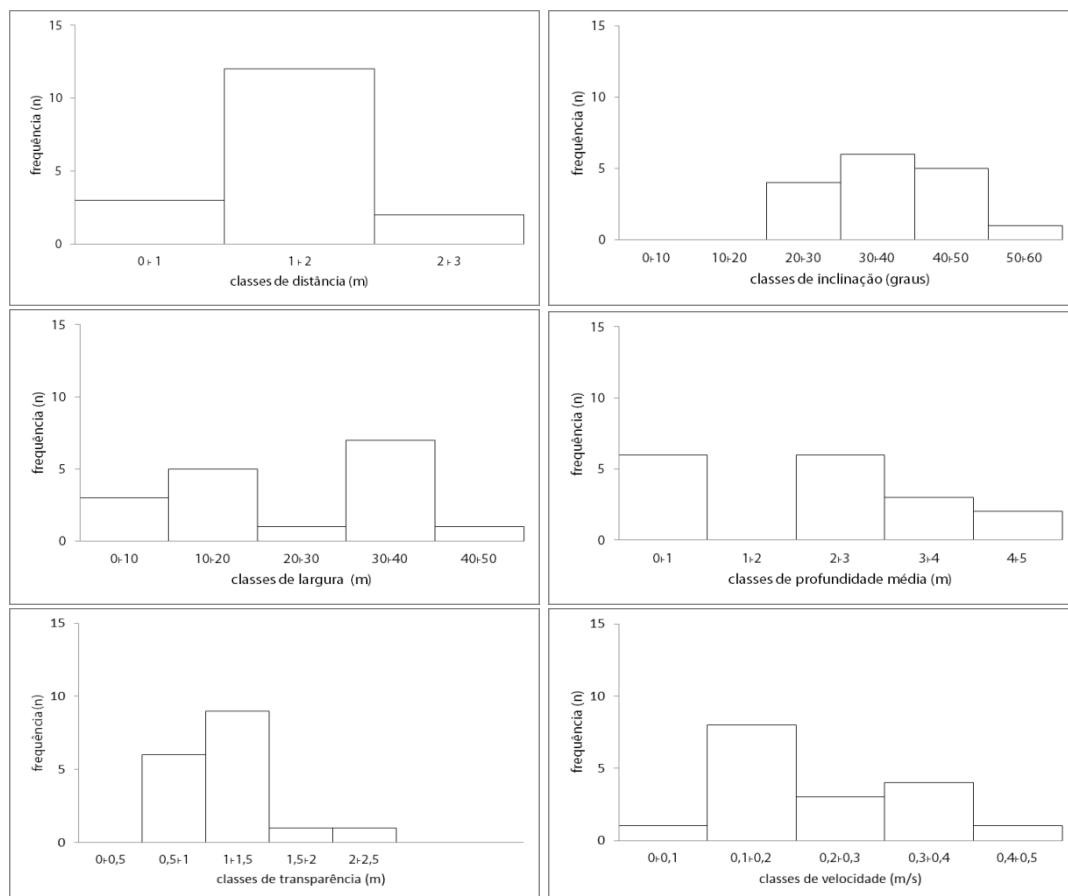 frequência (n)
15
10
5
0
0⊦1 1⊦2 2⊦3
classes de distância (m)
frequência (n)
15
10
5
0
0⊦10 10⊦20 20⊦30 30⊦40 40⊦50 50⊦60
classes de inclinação (graus)
frequência (n)
15
10
5
0
0⊦10 10⊦20 20⊦30 30⊦40 40⊦50
classes de largura (m)
frequência (n)
15
10
5
0
0⊦1 1⊦2 2⊦3 3⊦4 4⊦5
classes de profundidade média (m)
frequência (n)
15
10
5
0
0⊦0,5 0,5⊦1 1⊦1,5 1,5⊦2 2⊦2,5
classes de transparência (m)
frequência (n)
15
10
5
0
0⊦0,1 0,1⊦0,2 0,2⊦0,3 0,3⊦0,4 0,4⊦0,5
classes de velocidade (m/s)